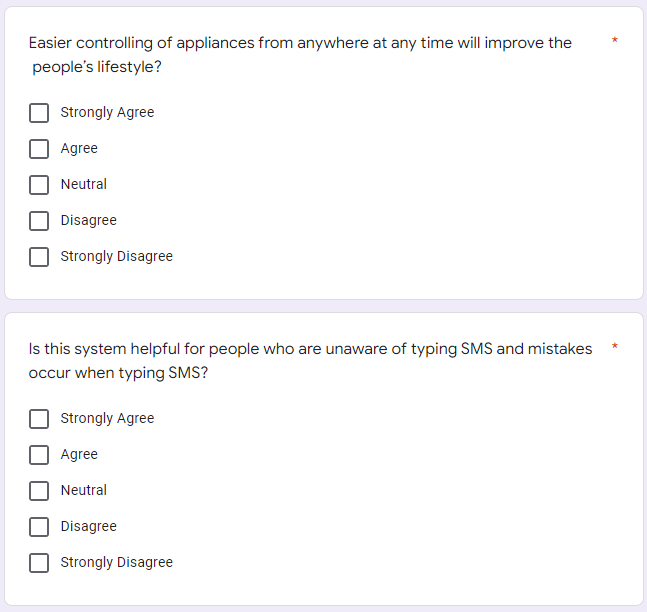 Easier controlling of appliances from anywhere at any time will improve the *
people’s lifestyle?
Strongly Agree
Agree
Neutral
Disagree
Strongly Disagree
Is this system helpful for people who are unaware of typing SMS and mistakes *
occur when typing SMS?
Strongly Agree
Agree
Neutral
Disagree
Strongly Disagree